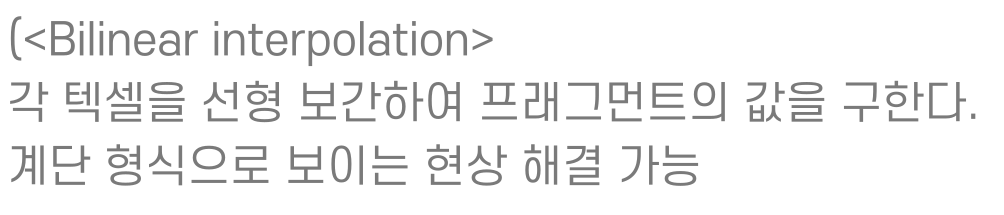 (<Bilinear interpolation>
각 텍셀을 선형 보간하여 프래그먼트의 값을 구한다.
계단 형식으로 보이는 현상 해결 가능